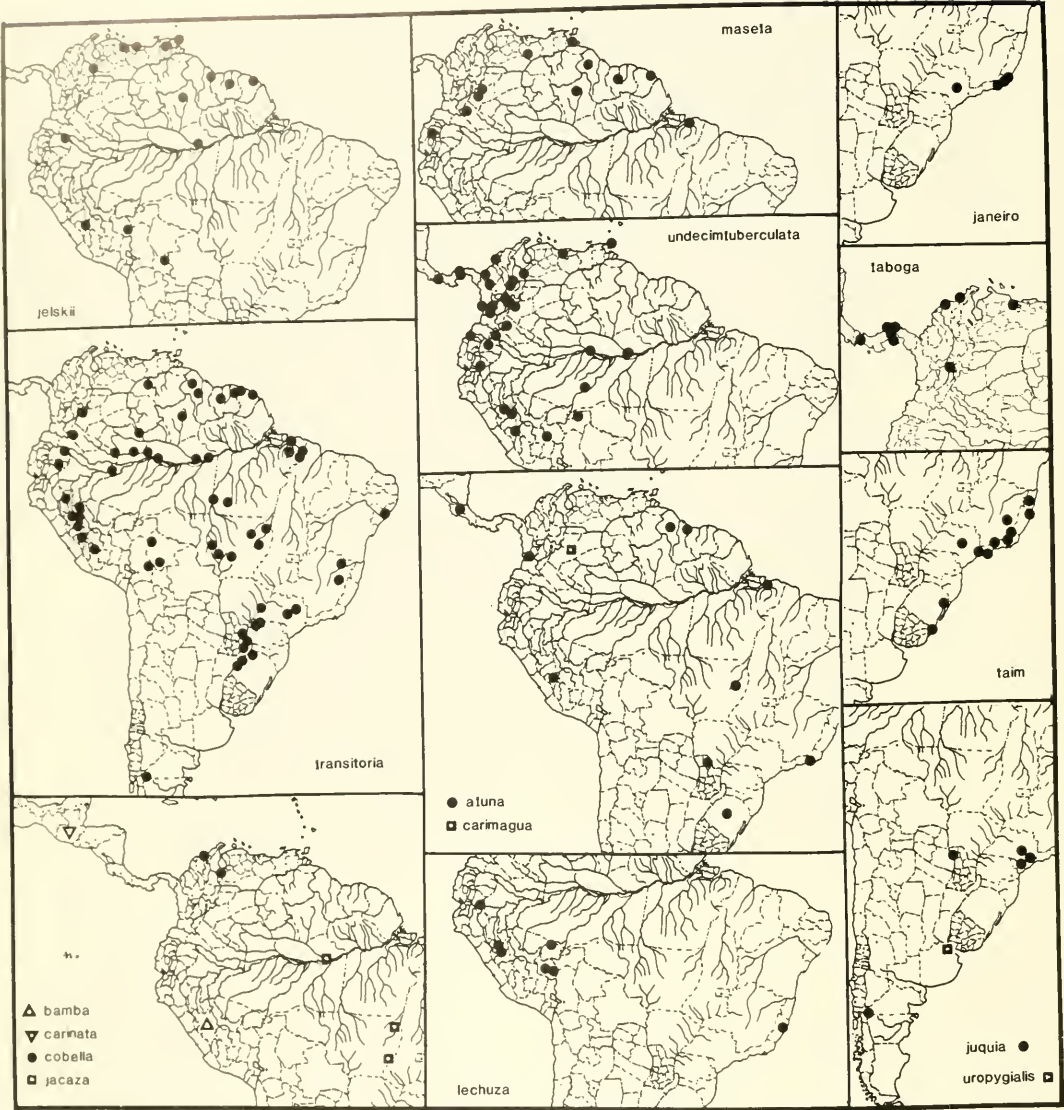 jelskii
maseta
janeiro
undecimtuberculata
taboga
transitoria
● atuna
◘ carimagua
taim
△ bamba
▽ carinata
● cobella
◘ jacaza
lechuza
juquia ●
uropygialis ◘